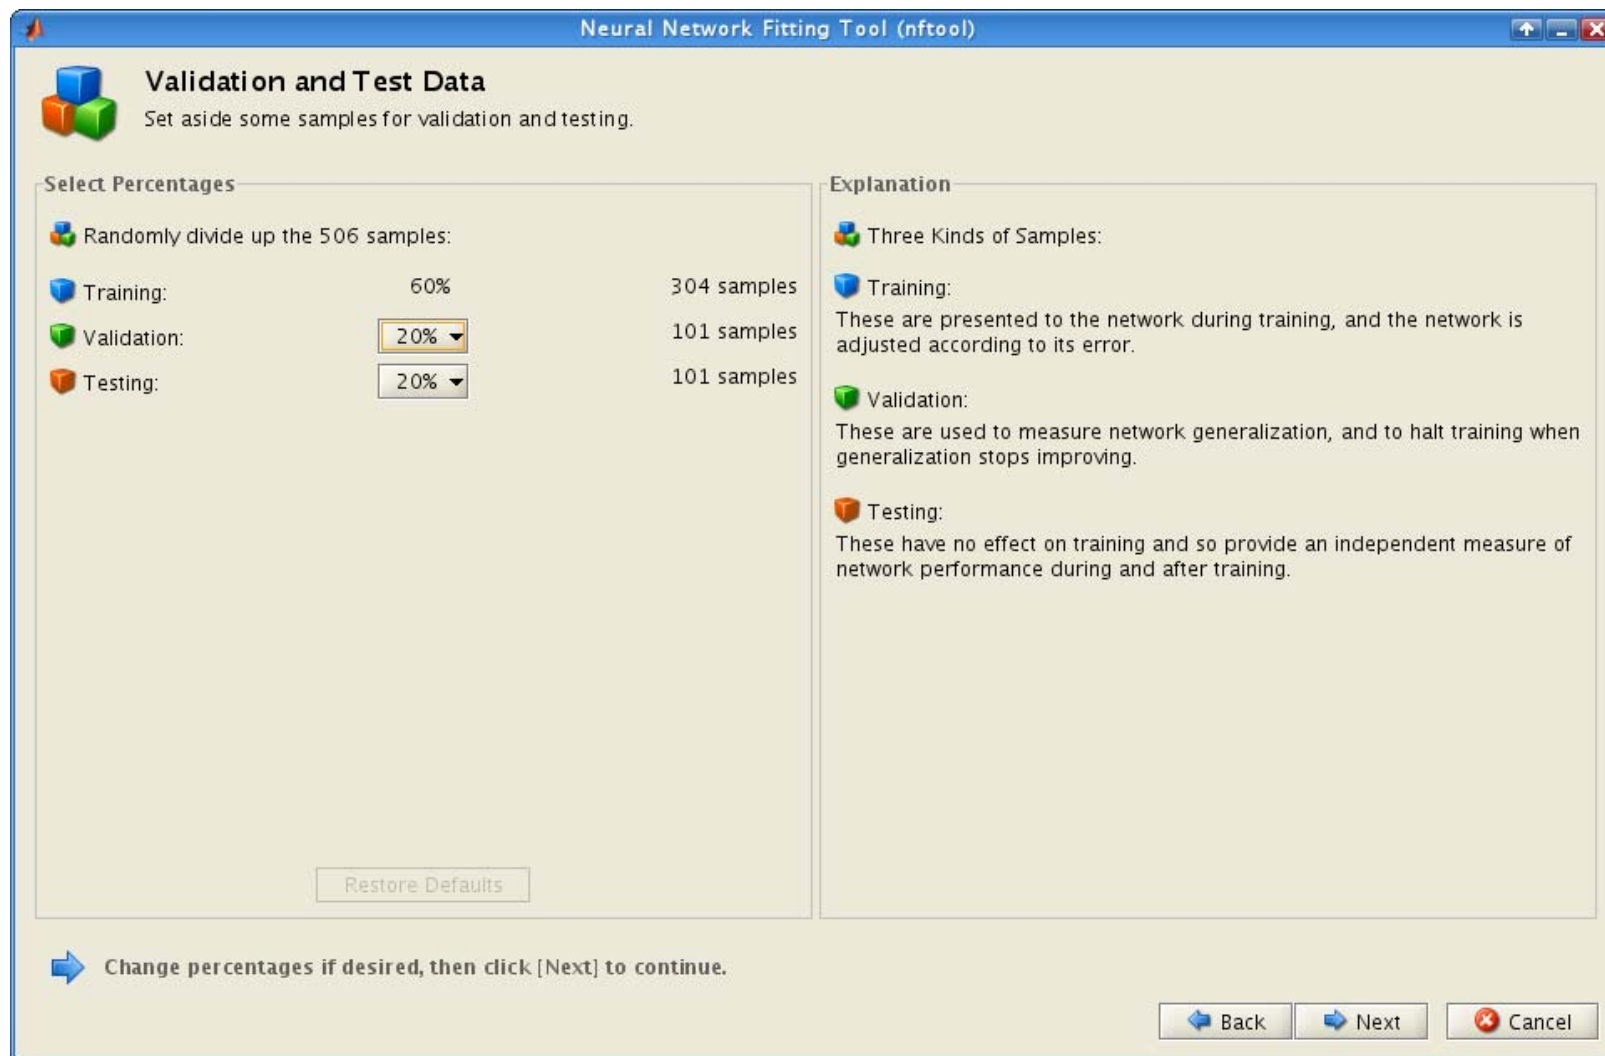 Neural Network Fitting Tool (nftool)
Validation and Test Data
Set aside some samples for validation and testing.
Select Percentages
Randomly divide up the 506 samples:
Training: 60% 304 samples
Validation: 20% 101 samples
Testing: 20% 101 samples
Restore Defaults
Explanation
Three Kinds of Samples:
Training:
These are presented to the network during training, and the network is
adjusted according to its error.
Validation:
These are used to measure network generalization, and to halt training when
generalization stops improving.
Testing:
These have no effect on training and so provide an independent measure of
network performance during and after training.
Change percentages if desired, then click [Next] to continue.
Back Next Cancel